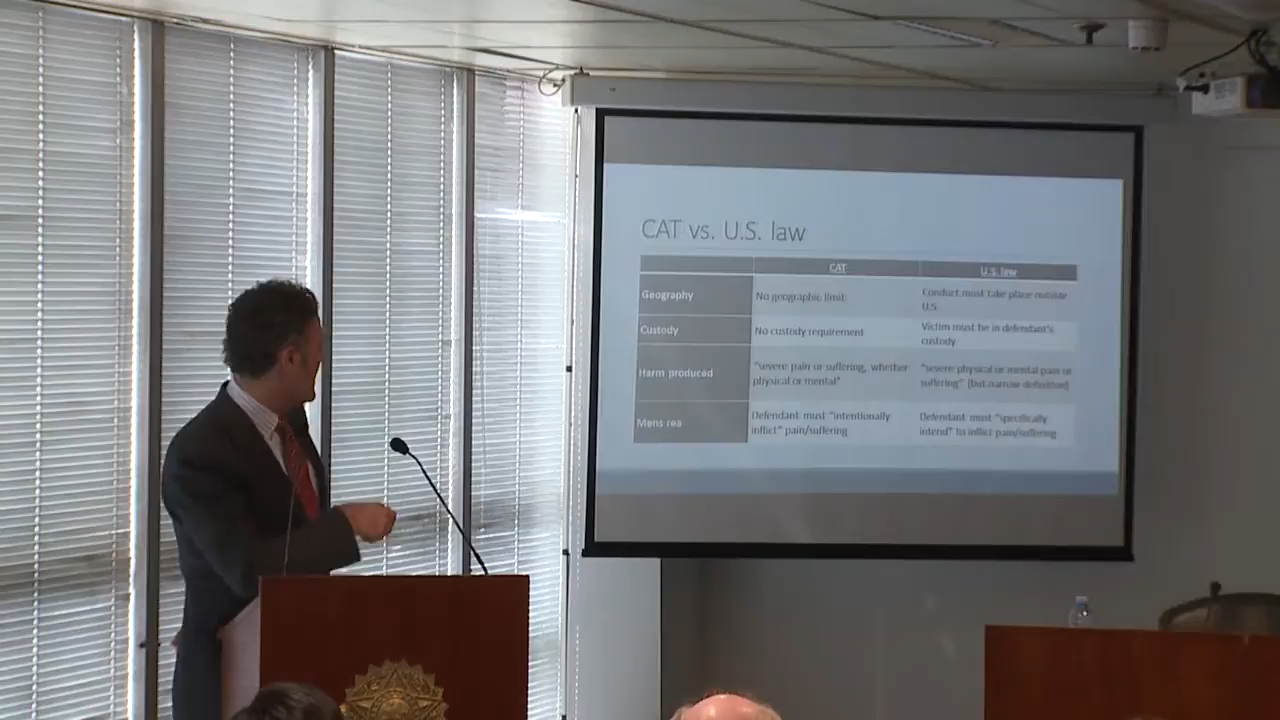 CAT vs. U.S. law
CAT
U.S. law
Geography
No geographic limit
Conduct must take place outside
U.S.
Custody
No custody requirement
Victim must be in defendant's
custody
Harm produced
"severe pain or suffering, whether
physical or mental"
"severe physical or mental pain or
suffering" (but narrow definition)
Mens rea
Defendant must "intentionally
inflict" pain/suffering
Defendant must "specifically
intend" to inflict pain/suffering